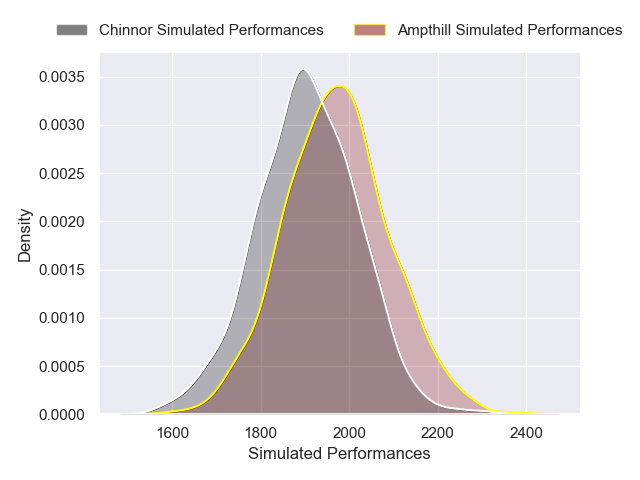 Chinnor Simulated Performances Ampthill Simulated Performances
0.0035
0.0030
0.0025
0.0020
0.0015
0.0010
0.0005
0.0000
Density
1600 1800 2000 2200 2400
Simulated Performances